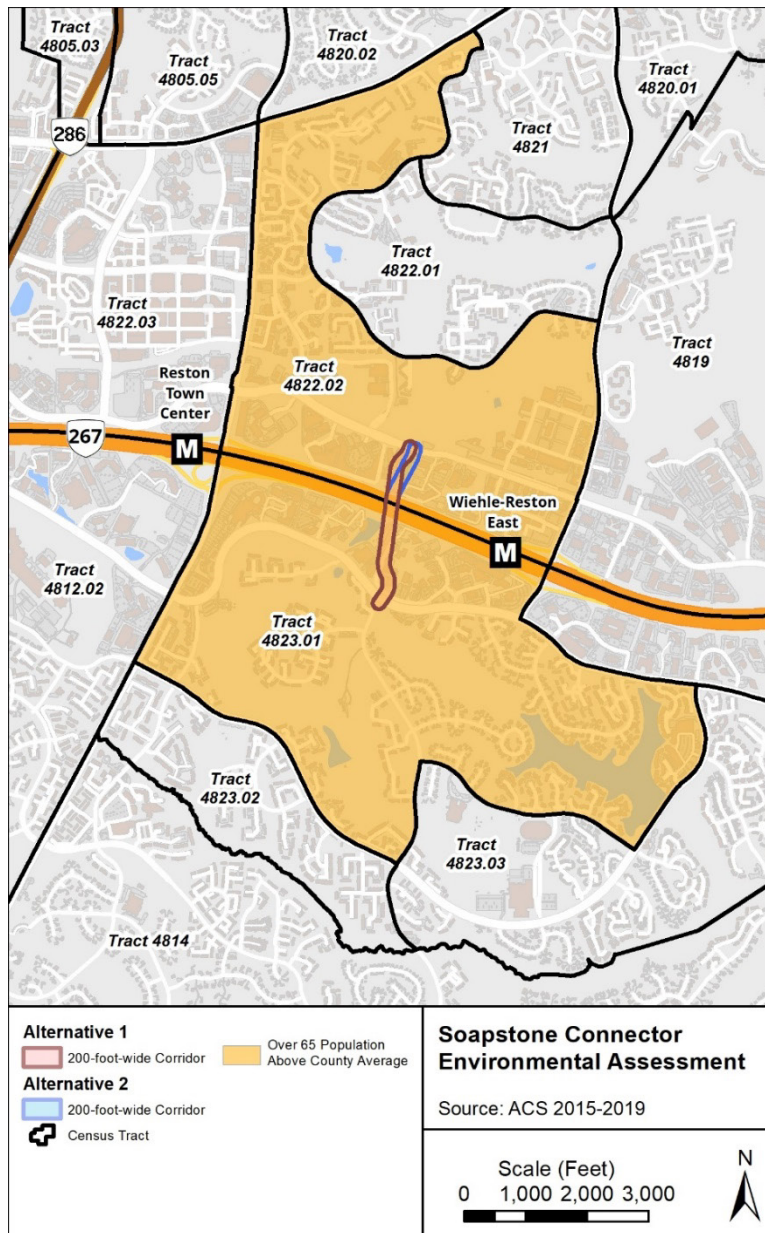 Tract
4805.03
Tract
4805.05
Tract
4820.02
Tract
4820.01
286
Tract
4821
Tract
4822.01
Tract
4822.03
Tract
4819
Tract
4822.02
Reston
Town
Center
M
267
Wiehle-Reston
East
M
Tract
4812.02
Tract
4823.01
Tract
4823.02
Tract
4823.03
Tract 4814
Alternative 1
200-foot-wide Corridor
Alternative 2
200-foot-wide Corridor
Census Tract
Over 65 Population
Above County Average
Soapstone Connector
Environmental Assessment
Source: ACS 2015-2019
Scale (Feet)
0 1,000 2,000 3,000
N